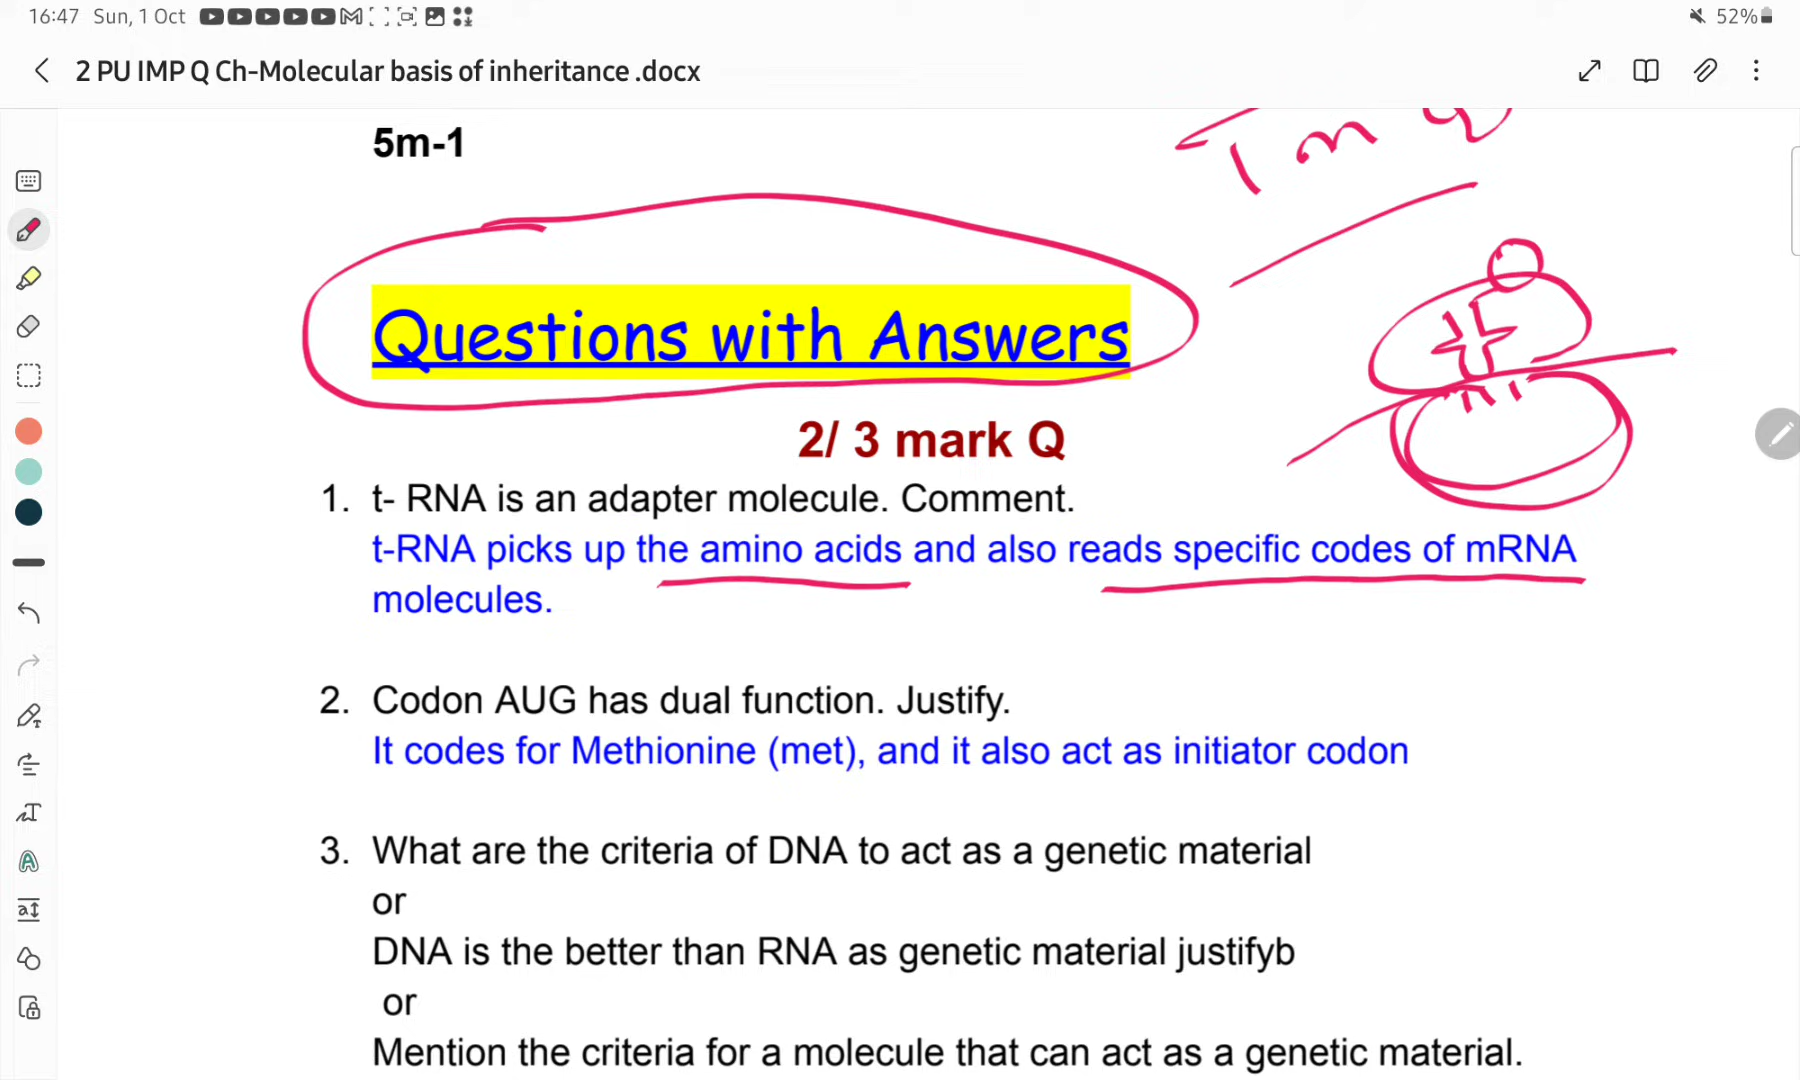 16:47 Sun, 1 Oct
52%
2 PU IMP Q Ch-Molecular basis of inheritance .docx
5m-1
Questions with Answers
2/ 3 mark Q
1. t- RNA is an adapter molecule. Comment.
t-RNA picks up the amino acids and also reads specific codes of mRNA
molecules.
2. Codon AUG has dual function. Justify.
It codes for Methionine (met), and it also act as initiator codon
3. What are the criteria of DNA to act as a genetic material
or
DNA is the better than RNA as genetic material justifyb
or
Mention the criteria for a molecule that can act as a genetic material.